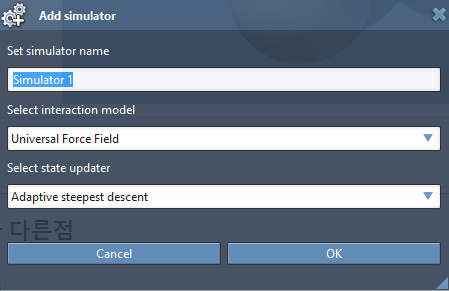 Add simulator
Set simulator name
Simulator 1
Select interaction model
Universal Force Field
Select state updater
Adaptive steepest descent
다른점
Cancel
OK